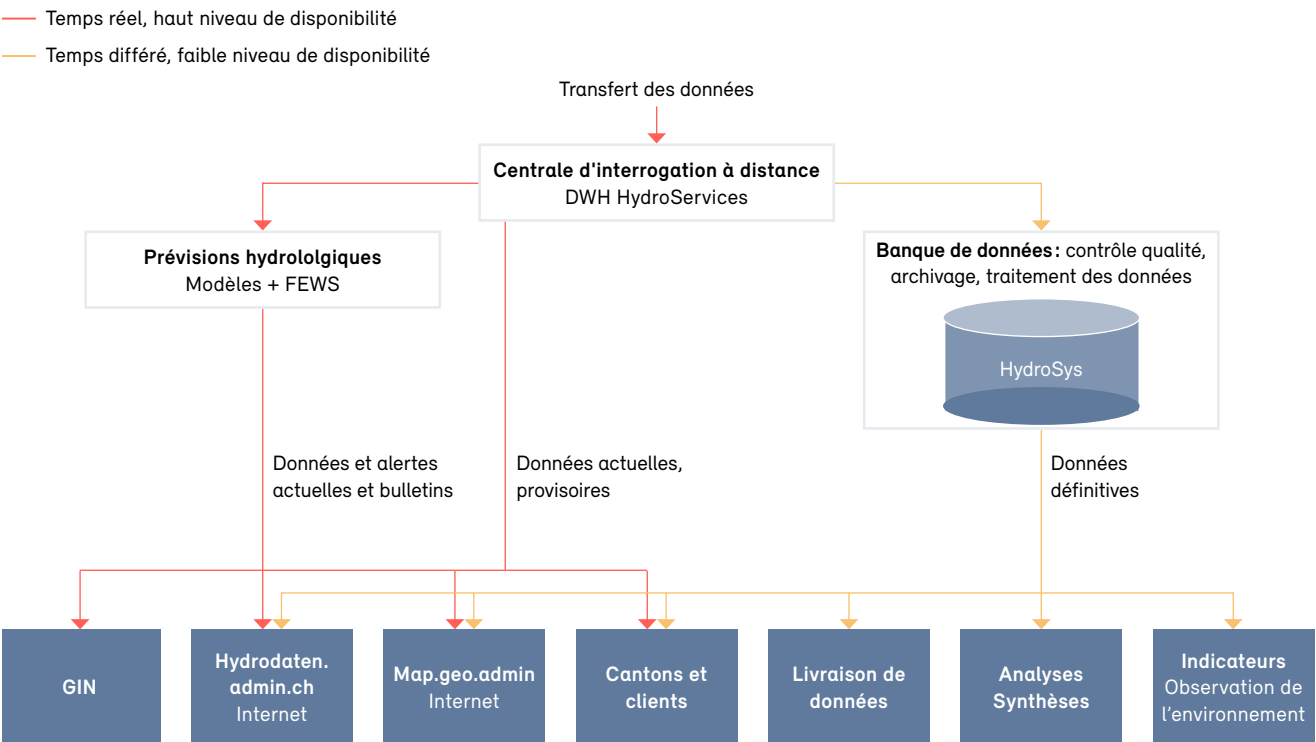 Temps réel, haut niveau de disponibilité
Temps différé, faible niveau de disponibilité
Transfert des données
Centrale d'interrogation à distance
DWH HydroServices
Prévisions hydrololgiques
Modèles + FEWS
Banque de données : contrôle qualité,
archivage, traitement des données
HydroSys
Données et alertes
actuelles et bulletins
Données actuelles,
provisoires
Données
définitives
GIN
Hydrodaten.
admin.ch
Internet
Map.geo.admin
Internet
Cantons et
clients
Livraison de
données
Analyses
Synthèses
Indicateurs
Observation de
l’environnement